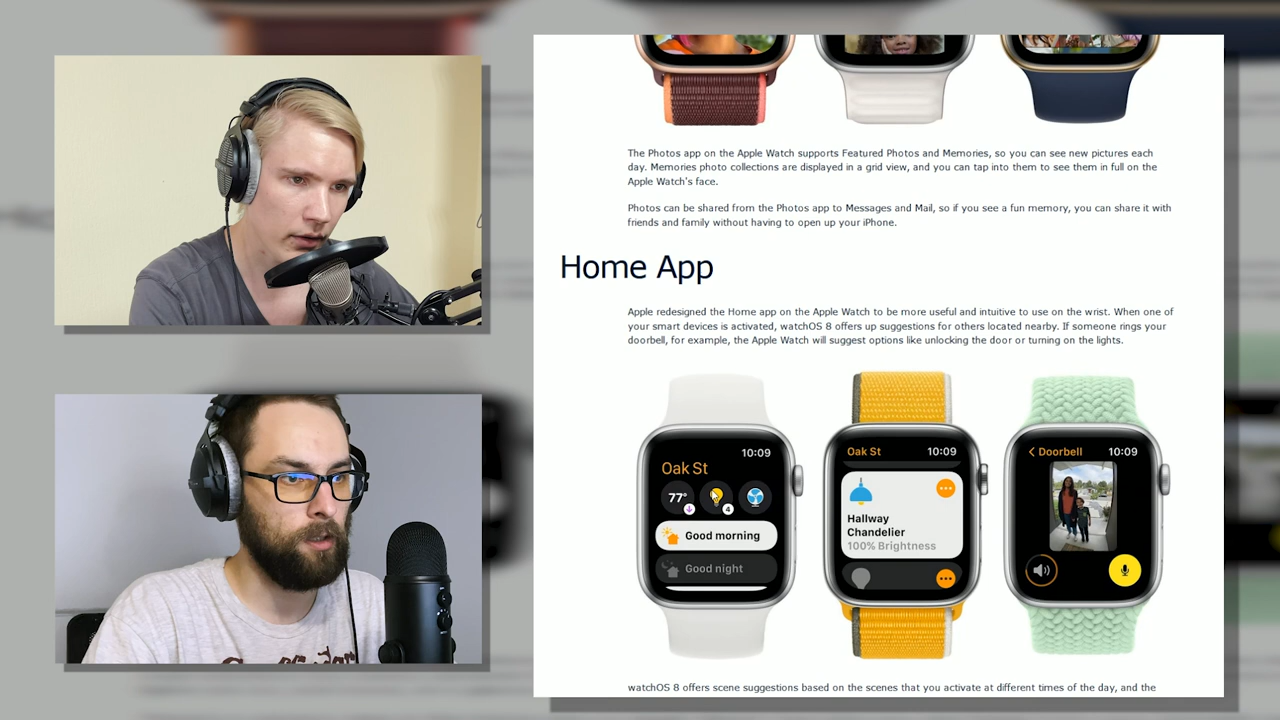 The Photos app on the Apple Watch supports Featured Photos and Memories, so you can see new pictures each
day. Memories photo collections are displayed in a grid view, and you can tap into them to see them in full on the
Apple Watch's face.
Photos can be shared from the Photos app to Messages and Mail, so if you see a fun memory, you can share it with
friends and family without having to open up your iPhone.
Home App
Apple redesigned the Home app on the Apple Watch to be more useful and intuitive to use on the wrist. When one of
your smart devices is activated, watchOS 8 offers up suggestions for others located nearby. If someone rings your
doorbell, for example, the Apple Watch will suggest options like unlocking the door or turning on the lights.
10:09
Oak St
77°
4
Good morning
Good night
Oak St 10:09
Hallway
Chandelier
100% Brightness
Doorbell 10:09
watchOS 8 offers scene suggestions based on the scenes that you activate at different times of the day, and the